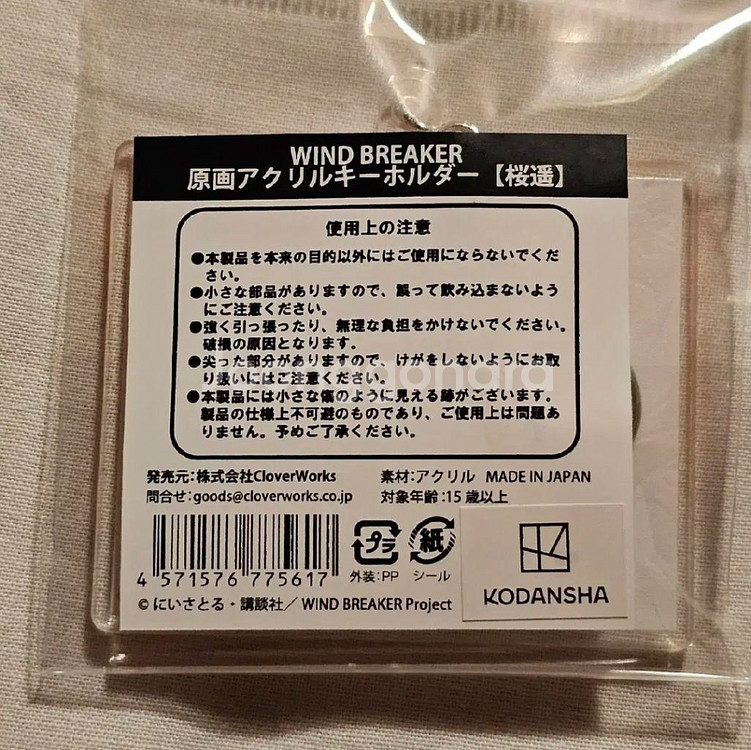 WIND BREAKER
原画アクリルキーホルダー【桜遥】
使用上の注意
●本製品を本来の目的以外にはご使用にならないでくだ
さい。
●小さな部品がありますので、誤って飲み込まないよう
にご注意ください。
●強く引っ張ったり、無理な負担をかけないでください。
破損の原因となります。
●尖った部分がありますので、けがをしないようにお取
り扱いにはご注意ください。
●本製品には小さな傷のように見える跡がございます。
製品の仕様上不可避のものであり、ご使用上は問題あ
りません。予めご了承ください。
発売元:株式会社CloverWorks
素材:アクリル MADE IN JAPAN
問合せ:goods@cloverworks.co.jp
対象年齢:15歳以上
プラ
紙
4 571576 775617
外装:PP シール
KODANSHA
© にいさとる・講談社／WIND BREAKER Project